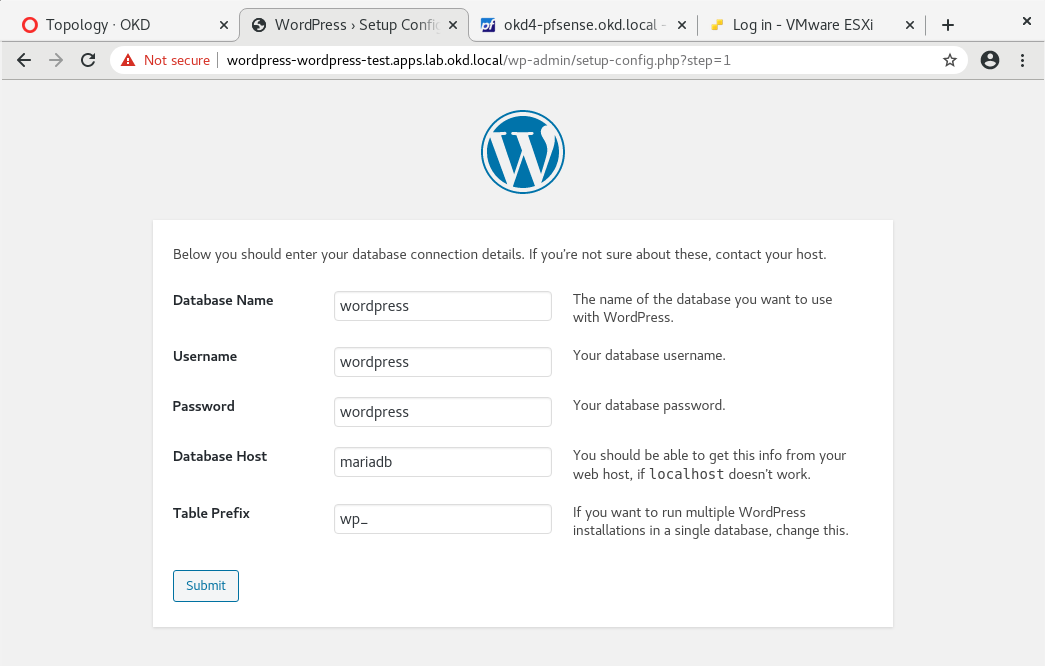 Topology · OKD
WordPress › Setup Config
okd4-pfsense.okd.local -
Log in - VMware ESXi
Not secure
wordpress-wordpress-test.apps.lab.okd.local/wp-admin/setup-config.php?step=1
Below you should enter your database connection details. If you’re not sure about these, contact your host.
Database Name
wordpress
The name of the database you want to use
with WordPress.
Username
wordpress
Your database username.
Password
wordpress
Your database password.
Database Host
mariadb
You should be able to get this info from your
web host, if localhost doesn’t work.
Table Prefix
wp_
If you want to run multiple WordPress
installations in a single database, change this.
Submit